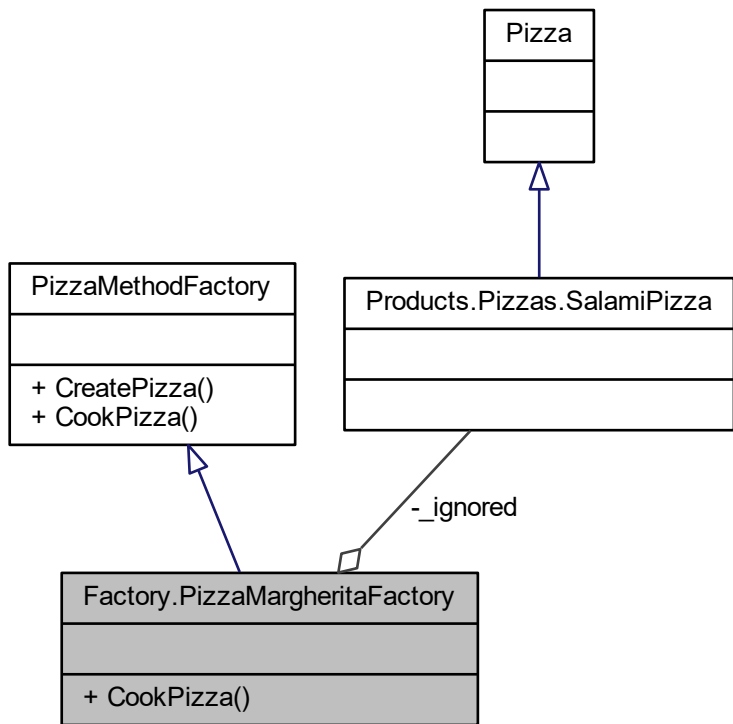 Pizza
PizzaMethodFactory
+ CreatePizza()
+ CookPizza()
Products.Pizzas.SalamiPizza
-_ignored
Factory.PizzaMargheritaFactory
+ CookPizza()